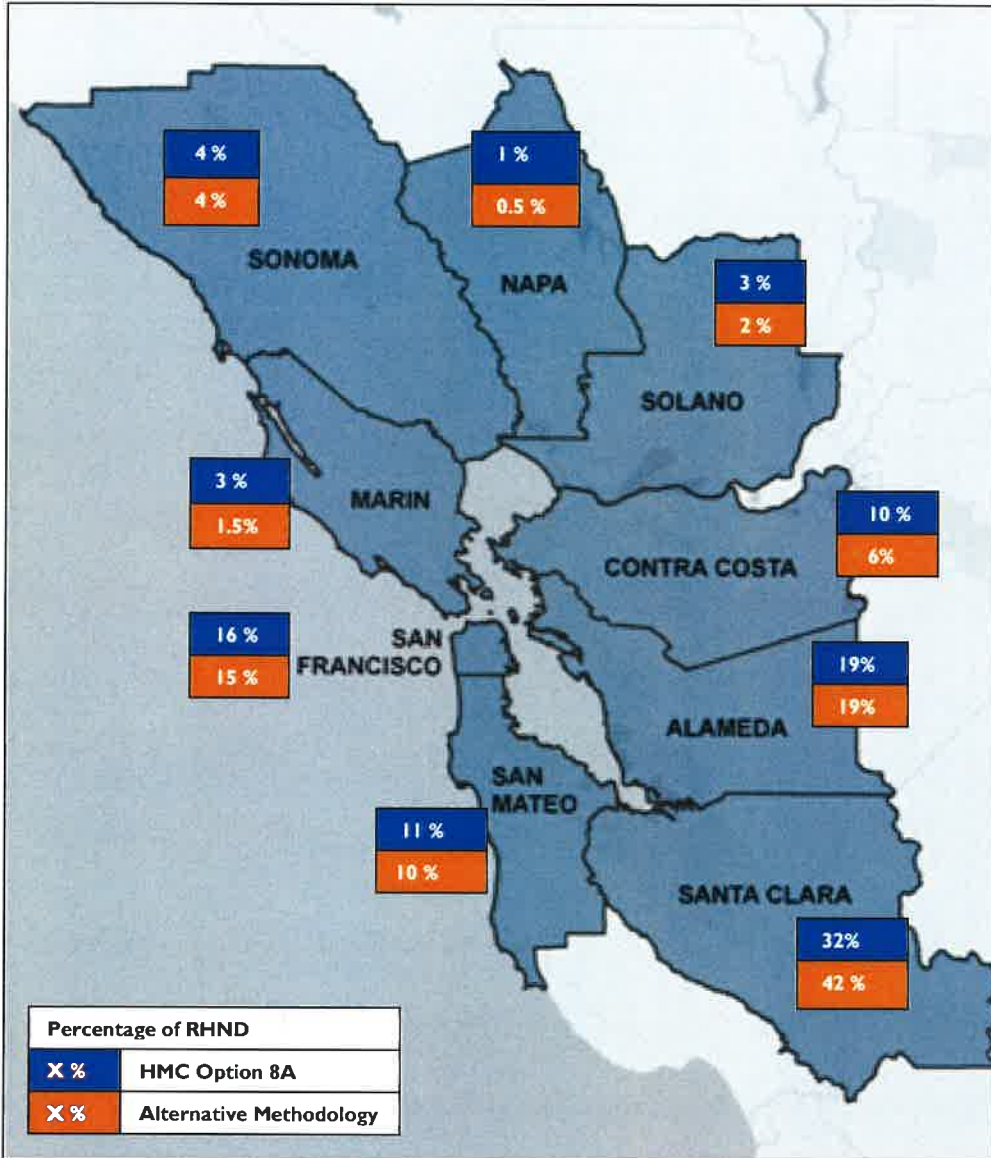 4 %
4 %
SONOMA
1 %
0.5 %
NAPA
3 %
2 %
SOLANO
3 %
1.5%
MARIN
10 %
6%
CONTRA COSTA
16 %
15 %
SAN
FRANCISCO
19%
19%
ALAMEDA
SAN
MATEO
11 %
10 %
SANTA CLARA
32%
42 %
Percentage of RHND
X %
HMC Option 8A
X %
Alternative Methodology